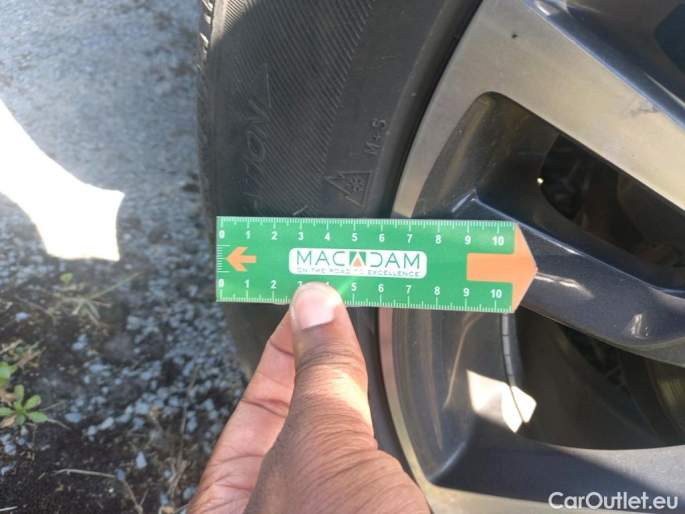 M+S
0 1 2 3 4 5 6 7 8 9 10
MACADAM
ON THE ROAD TO EXCELLENCE
0 1 2 3 4 5 6 7 8 9 10
CarOutlet.eu